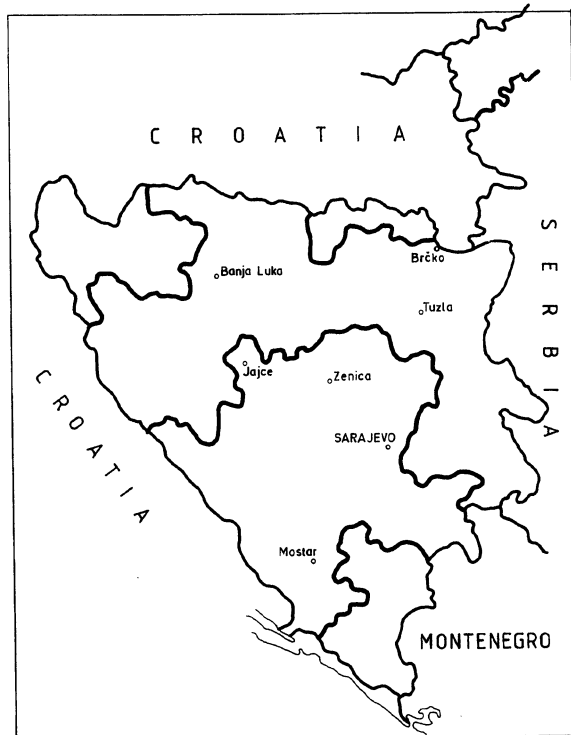 CROATIA
SERBIA
Brčko
Banja Luka
Tuzla
CROATIA
Jajce
Zenica
SARAJEVO
Mostar
MONTENEGRO